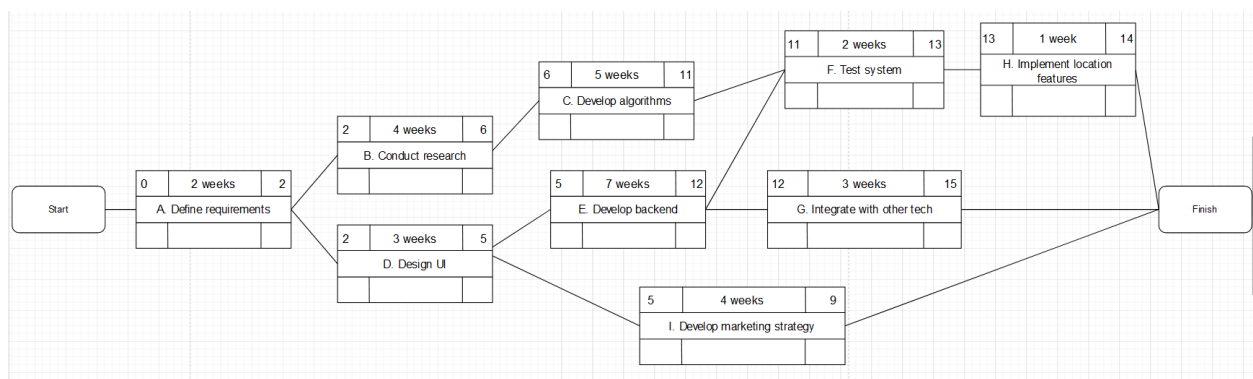 Start
0 2 weeks 2
A. Define requirements
2 4 weeks 6
B. Conduct research
2 3 weeks 5
D. Design UI
6 5 weeks 11
C. Develop algorithms
5 7 weeks 12
E. Develop backend
5 4 weeks 9
I. Develop marketing strategy
11 2 weeks 13
F. Test system
12 3 weeks 15
G. Integrate with other tech
13 1 week 14
H. Implement location
features
Finish